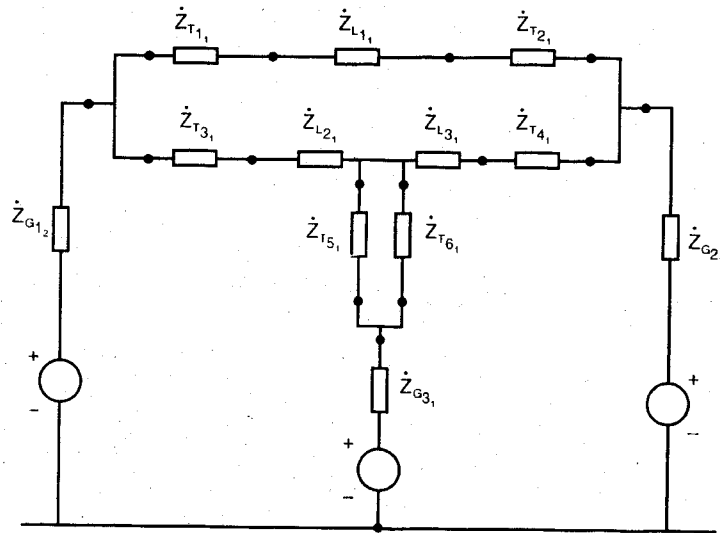 Ż_T1₁ Ż_L1₁ Ż_T2₁
Ż_T3₁ Ż_L2₁ Ż_L3₁ Ż_T4₁
Ż_G1₂ Ż_T5₁ Ż_T6₁ Ż_G2
+ + Ż_G3₁
- + -
-